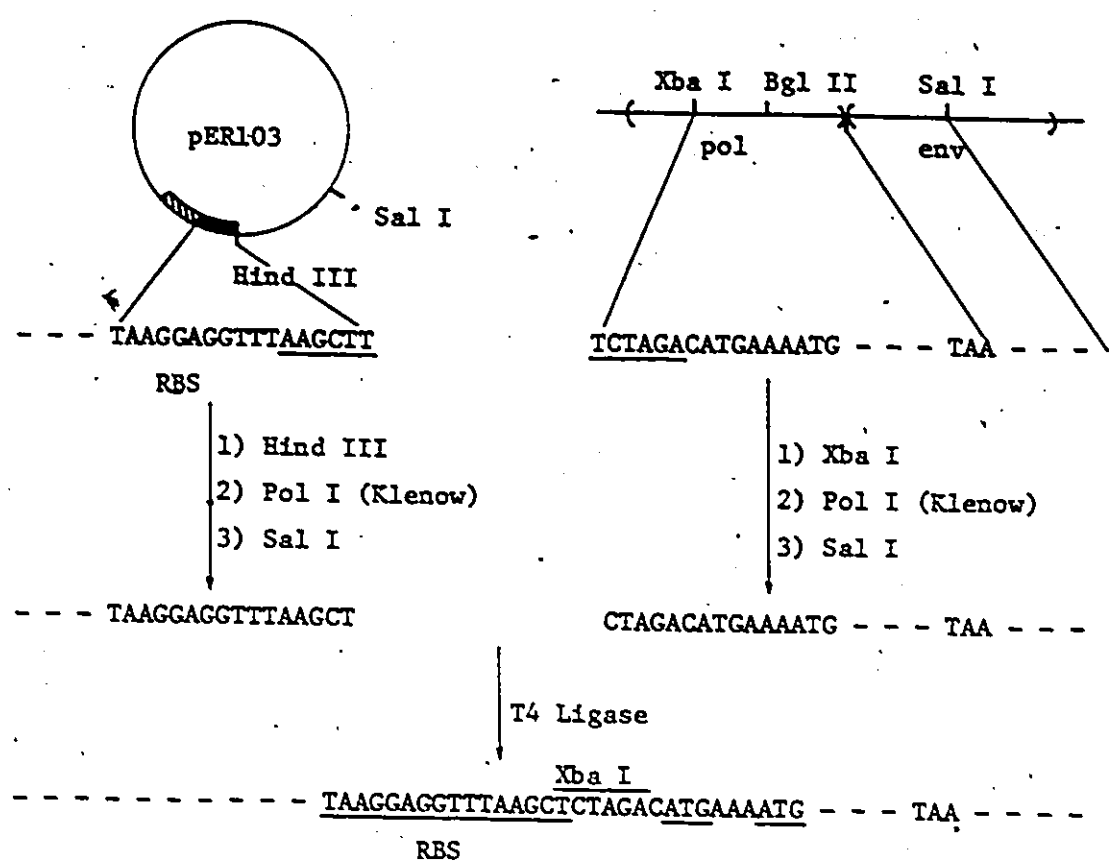 pER103
Sal I
Hind III
- - - TAAGGAGGTTTAAGCTT
RBS
1) Hind III
2) Pol I (Klenow)
3) Sal I
- - - TAAGGAGGTTTAAGCT
Xba I Bgl II Sal I
pol env
TCTAGACATGAAAATG - - - TAA - - - -
1) Xba I
2) Pol I (Klenow)
3) Sal I
CTAGACATGAAAATG - - - TAA - - -
T4 Ligase
Xba I
- - - - - - - - - - TAAGGAGGTTTAAGCTCTAGACATGAAAATG - - - - TAA - - - -
RBS